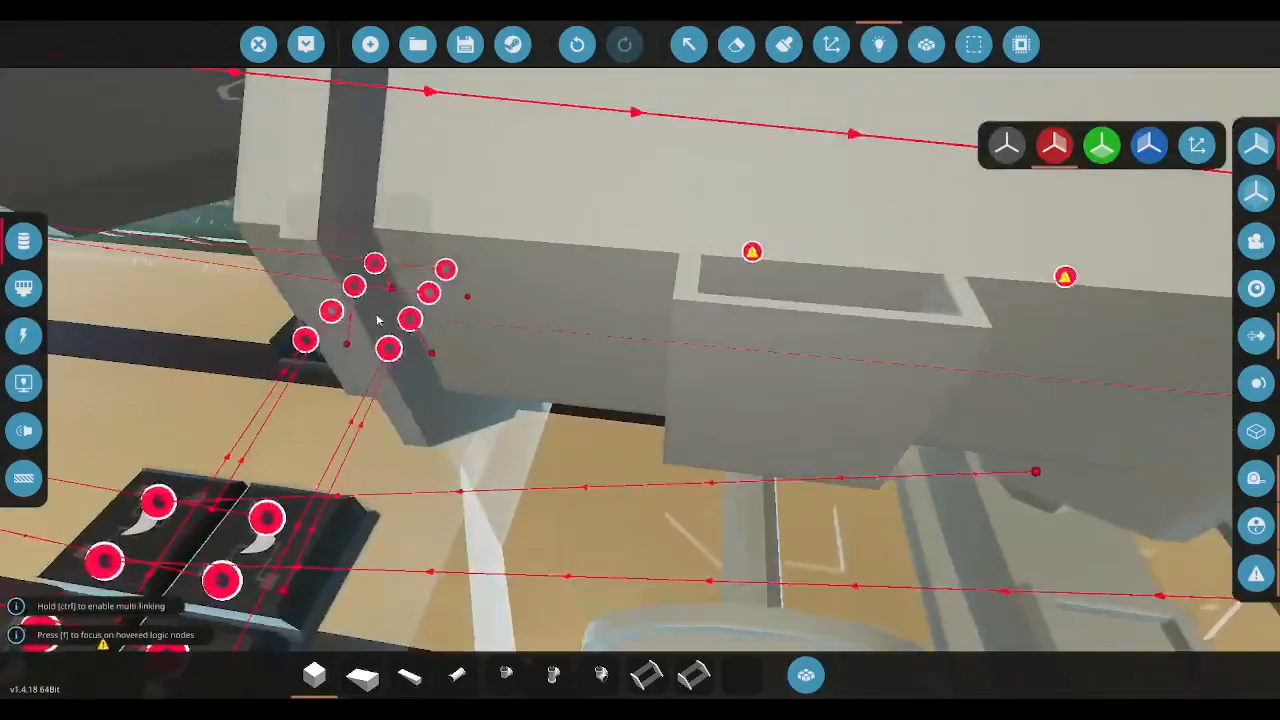 Hold [ctrl] to enable multi linking
Press [f] to focus on hovered logic nodes
v1.4.18 64Bit